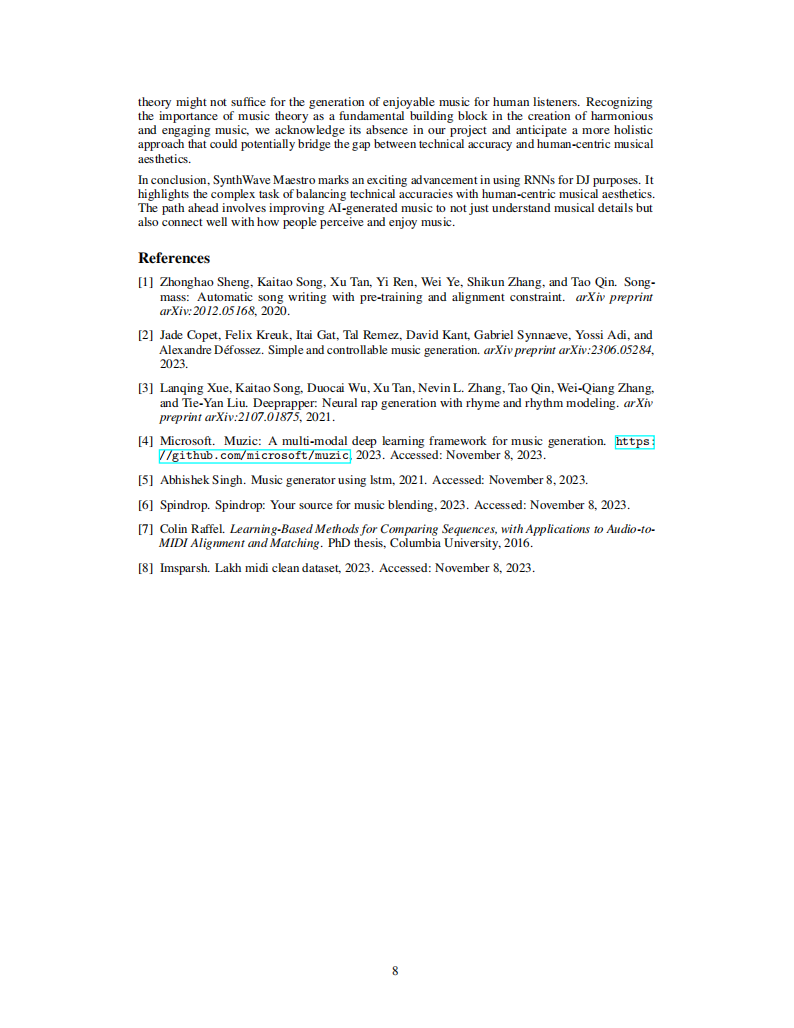 theory might not suffice for the generation of enjoyable music for human listeners. Recognizing
the importance of music theory as a fundamental building block in the creation of harmonious
and engaging music, we acknowledge its absence in our project and anticipate a more holistic
approach that could potentially bridge the gap between technical accuracy and human-centric musical
aesthetics.
In conclusion, SynthWave Maestro marks an exciting advancement in using RNNs for DJ purposes. It
highlights the complex task of balancing technical accuracies with human-centric musical aesthetics.
The path ahead involves improving AI-generated music to not just understand musical details but
also connect well with how people perceive and enjoy music.
References
[1] Zhonghao Sheng, Kaitao Song, Xu Tan, Yi Ren, Wei Ye, Shikun Zhang, and Tao Qin. Song-
mass: Automatic song writing with pre-training and alignment constraint. arXiv preprint
arXiv:2012.05168, 2020.
[2] Jade Copet, Felix Kreuk, Itai Gat, Tal Remez, David Kant, Gabriel Synnaeve, Yossi Adi, and
Alexandre Défossez. Simple and controllable music generation. arXiv preprint arXiv:2306.05284,
2023.
[3] Lanqing Xue, Kaitao Song, Duocai Wu, Xu Tan, Nevin L. Zhang, Tao Qin, Wei-Qiang Zhang,
and Tie-Yan Liu. Deeprapper: Neural rap generation with rhyme and rhythm modeling. arXiv
preprint arXiv:2107.01875, 2021.
[4] Microsoft. Muzic: A multi-modal deep learning framework for music generation. https:
//github.com/microsoft/muzic, 2023. Accessed: November 8, 2023.
[5] Abhishek Singh. Music generator using lstm, 2021. Accessed: November 8, 2023.
[6] Spindrop. Spindrop: Your source for music blending, 2023. Accessed: November 8, 2023.
[7] Colin Raffel. Learning-Based Methods for Comparing Sequences, with Applications to Audio-to-
MIDI Alignment and Matching. PhD thesis, Columbia University, 2016.
[8] Imsparsh. Lakh midi clean dataset, 2023. Accessed: November 8, 2023.
8